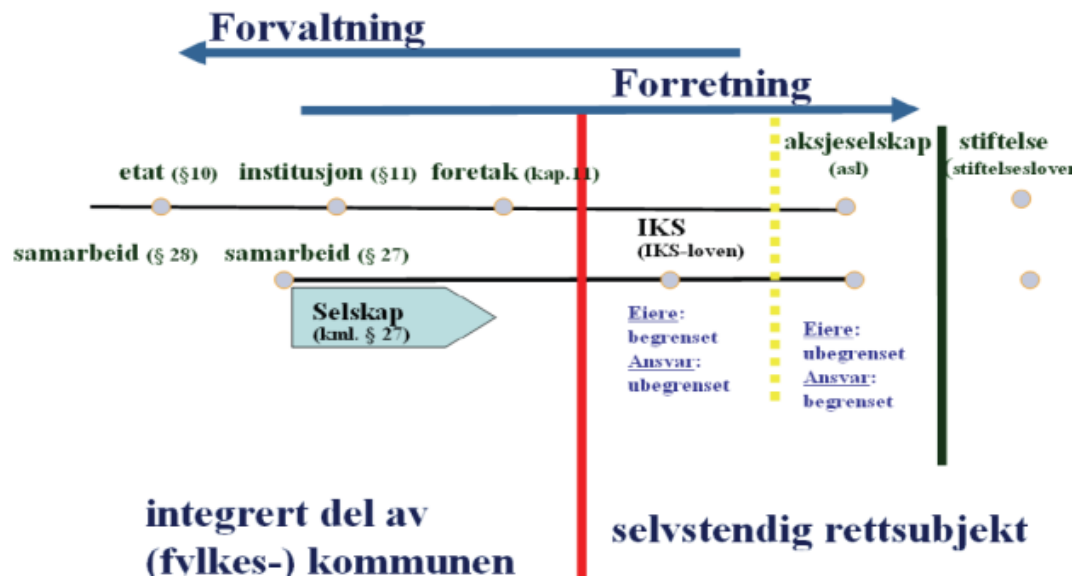 Forvaltning
Forretning
aksjeselskap
(asl)
stiftelse
(stiftelsesloven
etat (§10)
institusjon (§11)
foretak (kap.11)
IKS
(IKS-loven)
samarbeid (§ 28)
samarbeid (§ 27)
Selskap
(kml. § 27)
Eiere:
begrenset
Ansvar:
ubegrenset
Eiere:
ubegrenset
Ansvar:
begrenset
integrert del av
(fylkes-) kommunen
selvstendig rettsubjekt